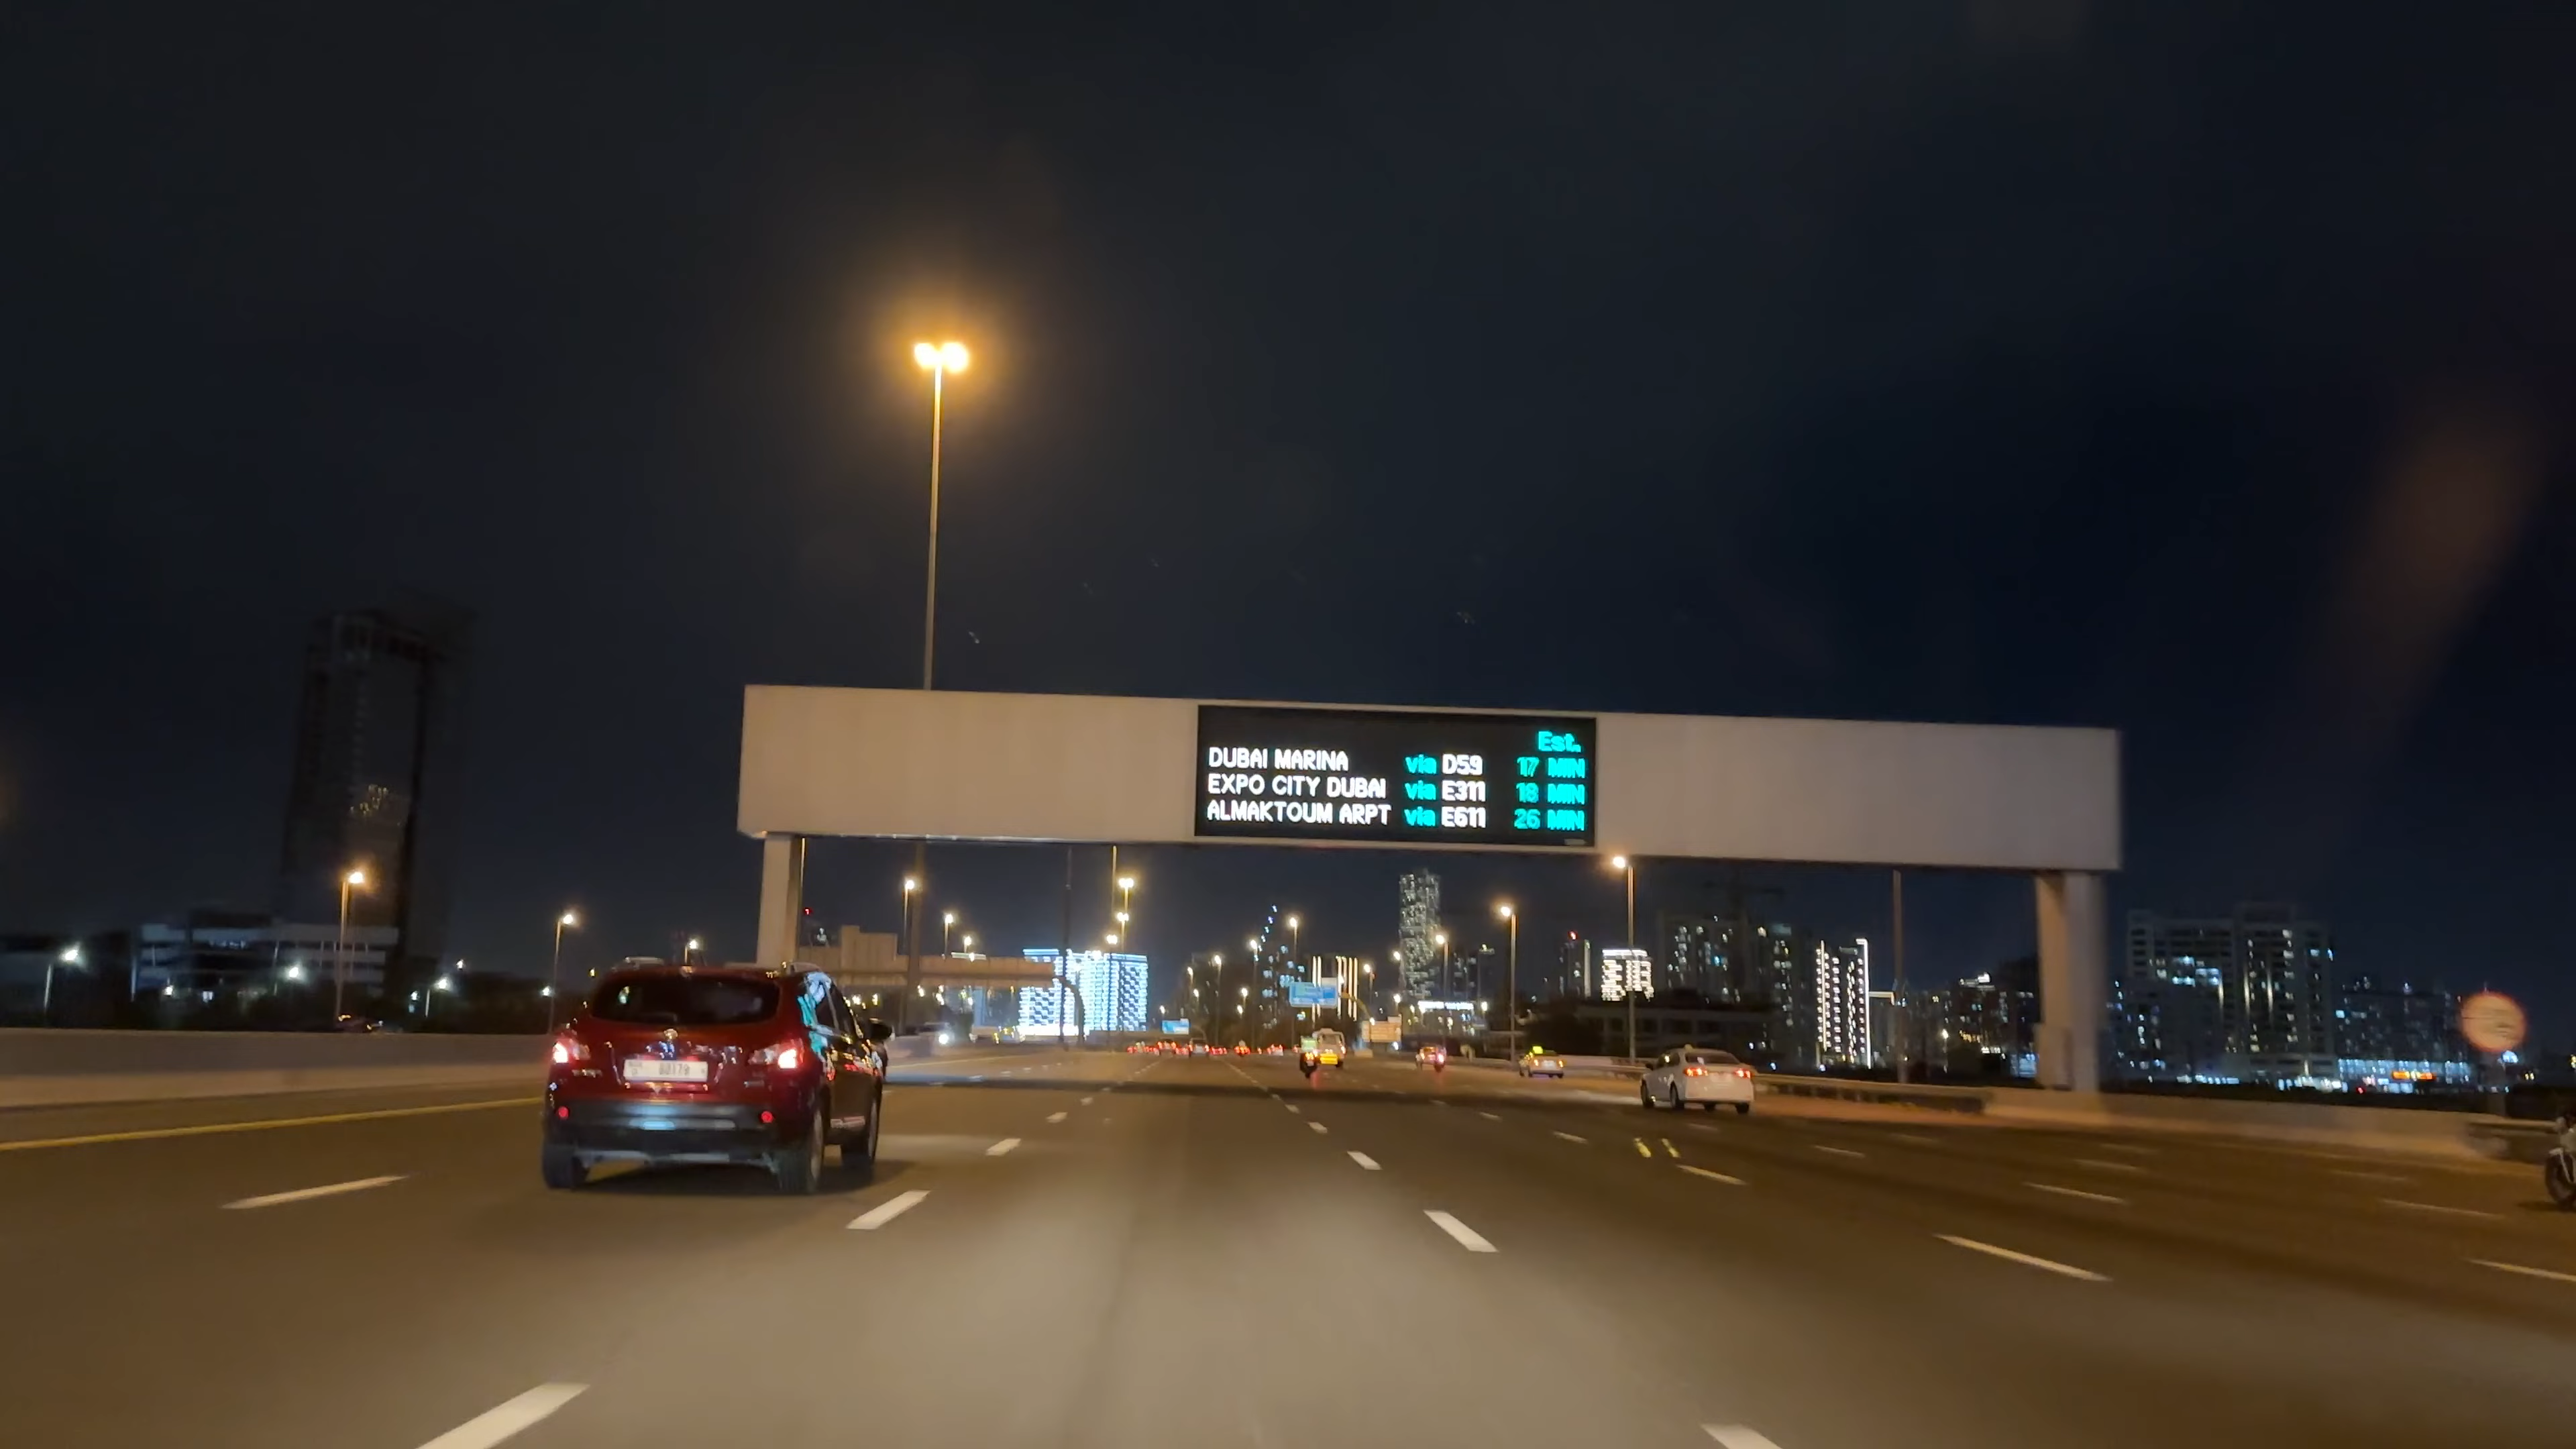 Est.
DUBAI MARINA via D59 17 MIN
EXPO CITY DUBAI via E311 18 MIN
ALMAKTOUM ARPT via E611 26 MIN